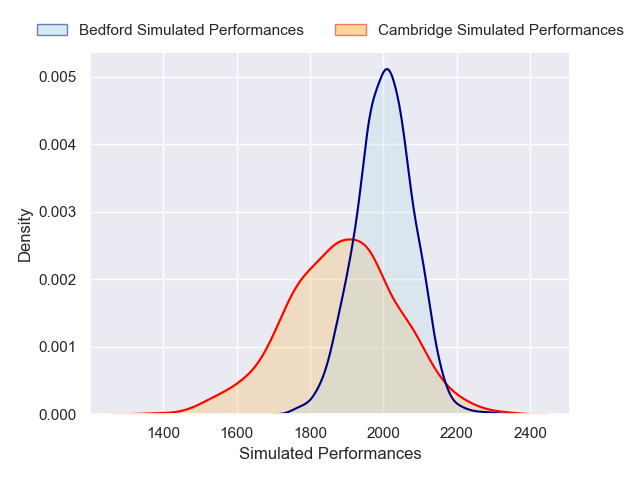 Bedford Simulated Performances
Cambridge Simulated Performances
0.005
0.004
0.003
0.002
0.001
0.000
Density
1400 1600 1800 2000 2200 2400
Simulated Performances